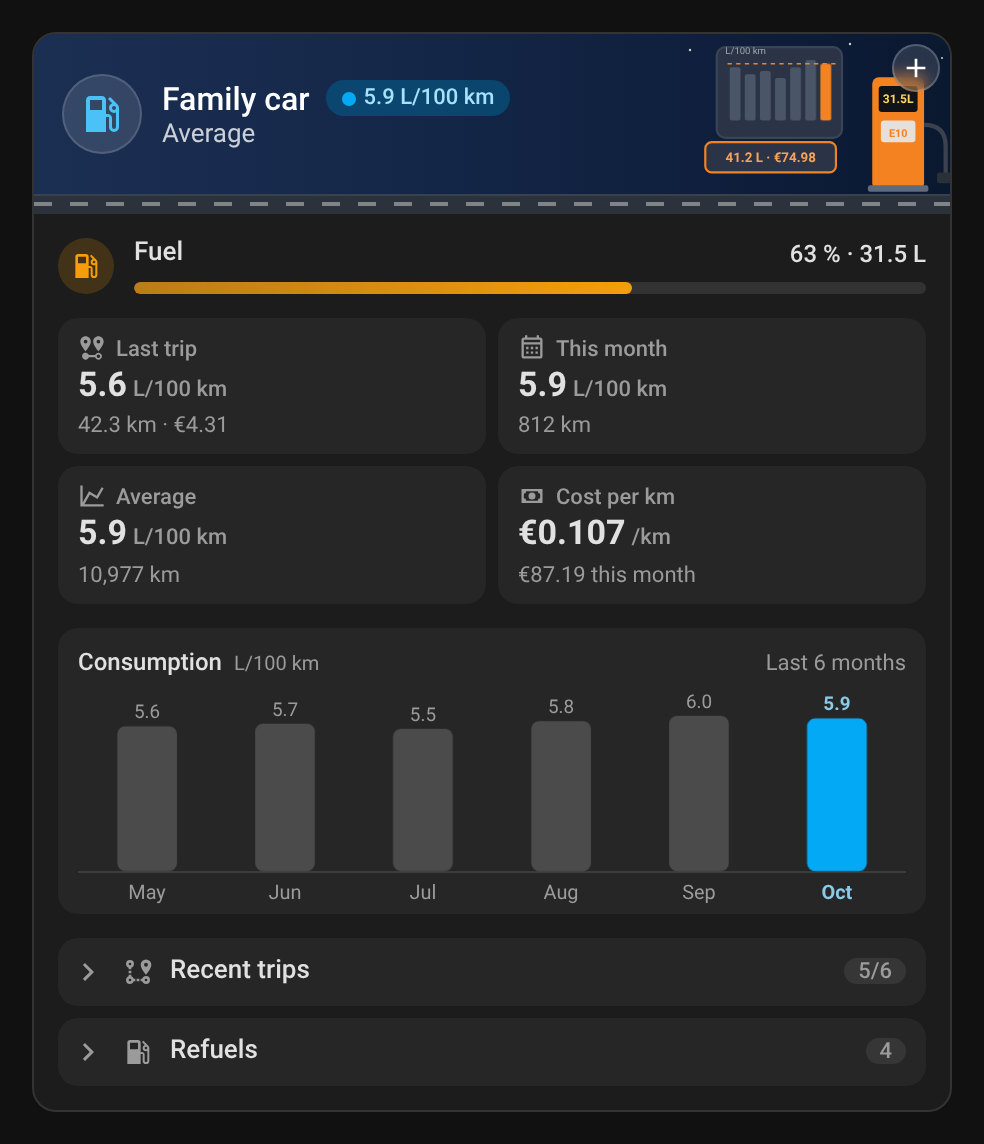 Family car
5.9 L/100 km
Average
L/100 km
41.2 L · €74.98
31.5L
E10
Fuel
63 % · 31.5 L
Last trip
5.6 L/100 km
42.3 km · €4.31
This month
5.9 L/100 km
812 km
Average
5.9 L/100 km
10,977 km
Cost per km
€0.107 /km
€87.19 this month
Consumption L/100 km
Last 6 months
5.6 5.7 5.5 5.8 6.0 5.9
May Jun Jul Aug Sep Oct
Recent trips
5/6
Refuels
4